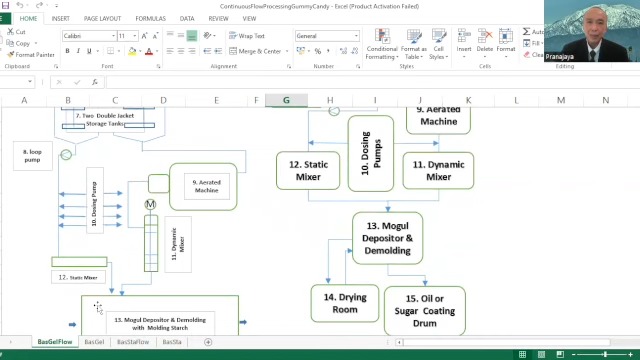 ContinuousFlowProcessingGummyCandy - Excel (Product Activation Failed)
HOME INSERT PAGE LAYOUT FORMULAS DATA REVIEW VIEW
Cut
Copy
Format Painter
Clipboard
Calibri 11
B I U
Font
Wrap Text
Merge & Center
Alignment
General
$ % ,
Number
Conditional Formatting
Format as Table
Cell Styles
Styles
Insert Delete Format
Cells
Pranajaya
fx
A B C D E F G H I J K L M N
7. Two Double Jacket
Storage Tanks
8. loop
pump
9. Aerated
Machine
10. Dosing Pump
M
11. Dynamic
Mixer
12. Static Mixer
13. Mogul Depositor & Demolding
with Molding Starch
9. Aerated
Machine
12. Static
Mixer
10. Dosing
Pumps
11. Dynamic
Mixer
13. Mogul
Depositor &
Demolding
14. Drying
Room
15. Oil or
Sugar Coating
Drum
BasGelFlow BasGel BasStaFlow BasSta